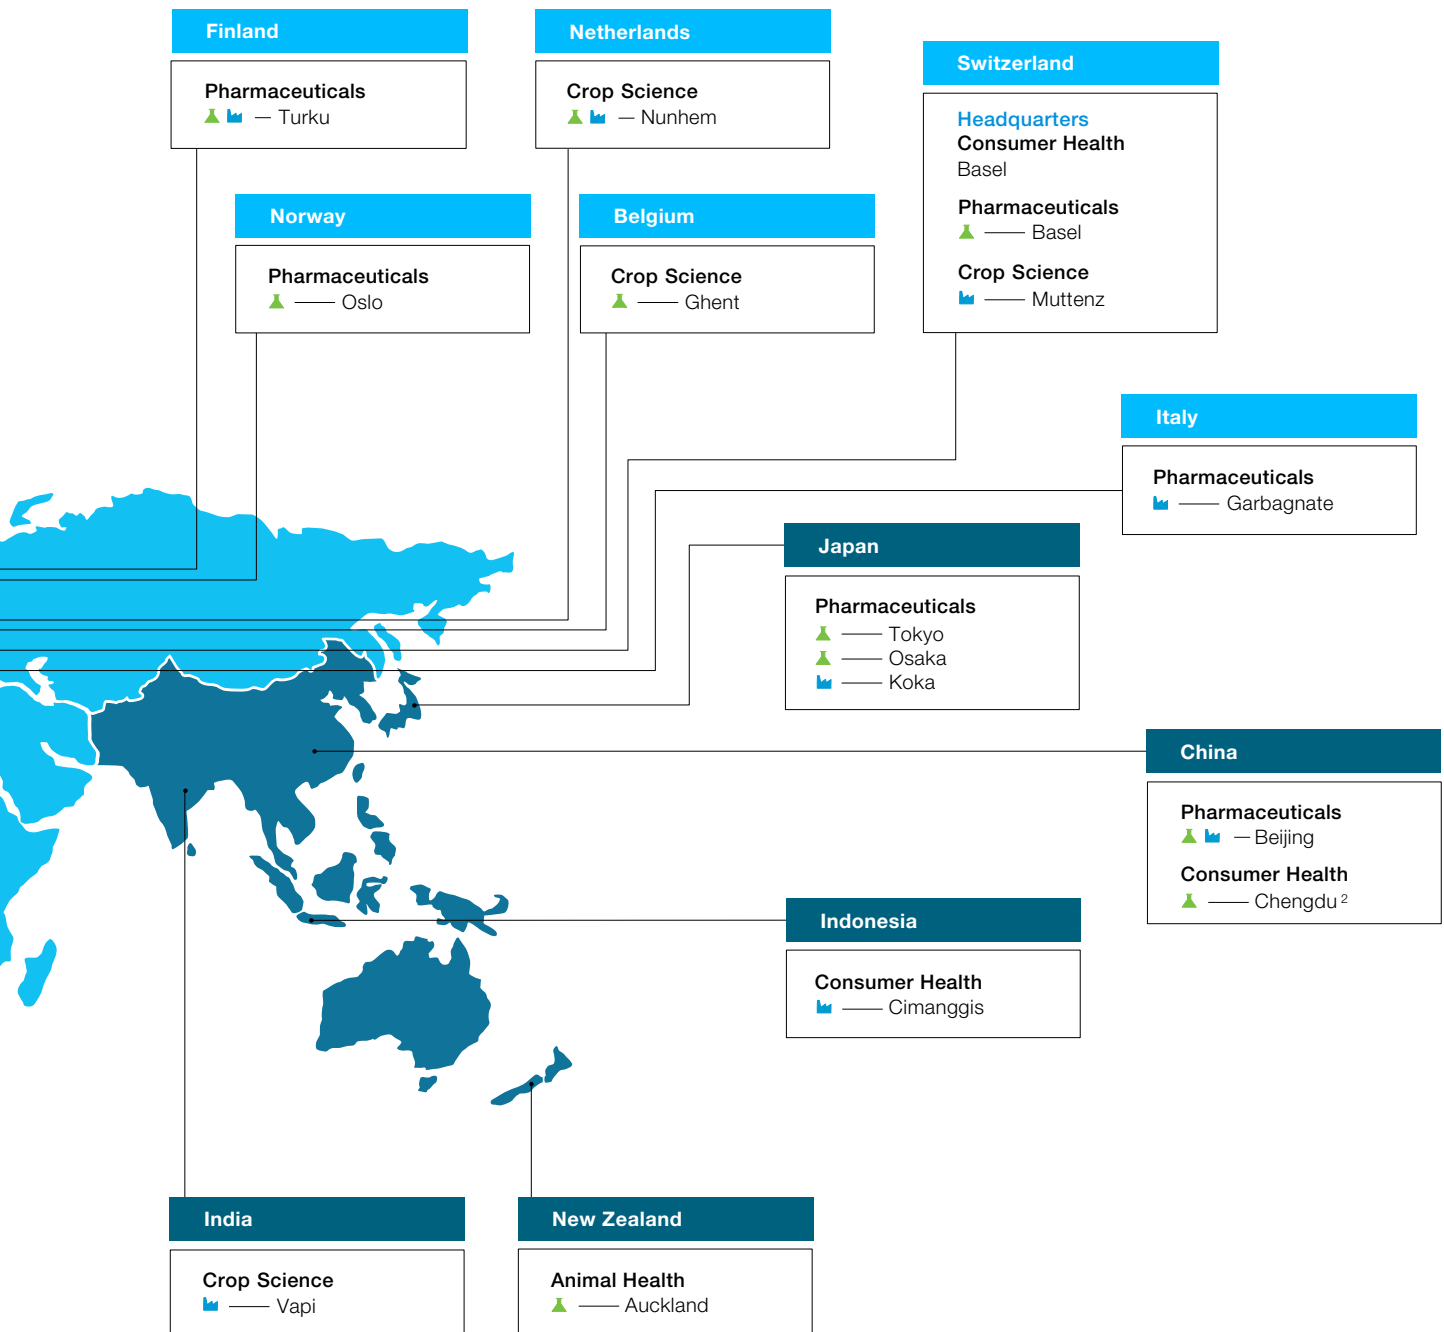 Finland
Pharmaceuticals
— Turku
Netherlands
Crop Science
— Nunhem
Switzerland
Headquarters
Consumer Health
Basel
Pharmaceuticals
—— Basel
Crop Science
—— Muttenz
Norway
Pharmaceuticals
—— Oslo
Belgium
Crop Science
—— Ghent
Italy
Pharmaceuticals
—— Garbagnate
Japan
Pharmaceuticals
—— Tokyo
—— Osaka
—— Koka
China
Pharmaceuticals
— Beijing
Consumer Health
—— Chengdu ²
Indonesia
Consumer Health
—— Cimanggis
India
Crop Science
—— Vapi
New Zealand
Animal Health
—— Auckland